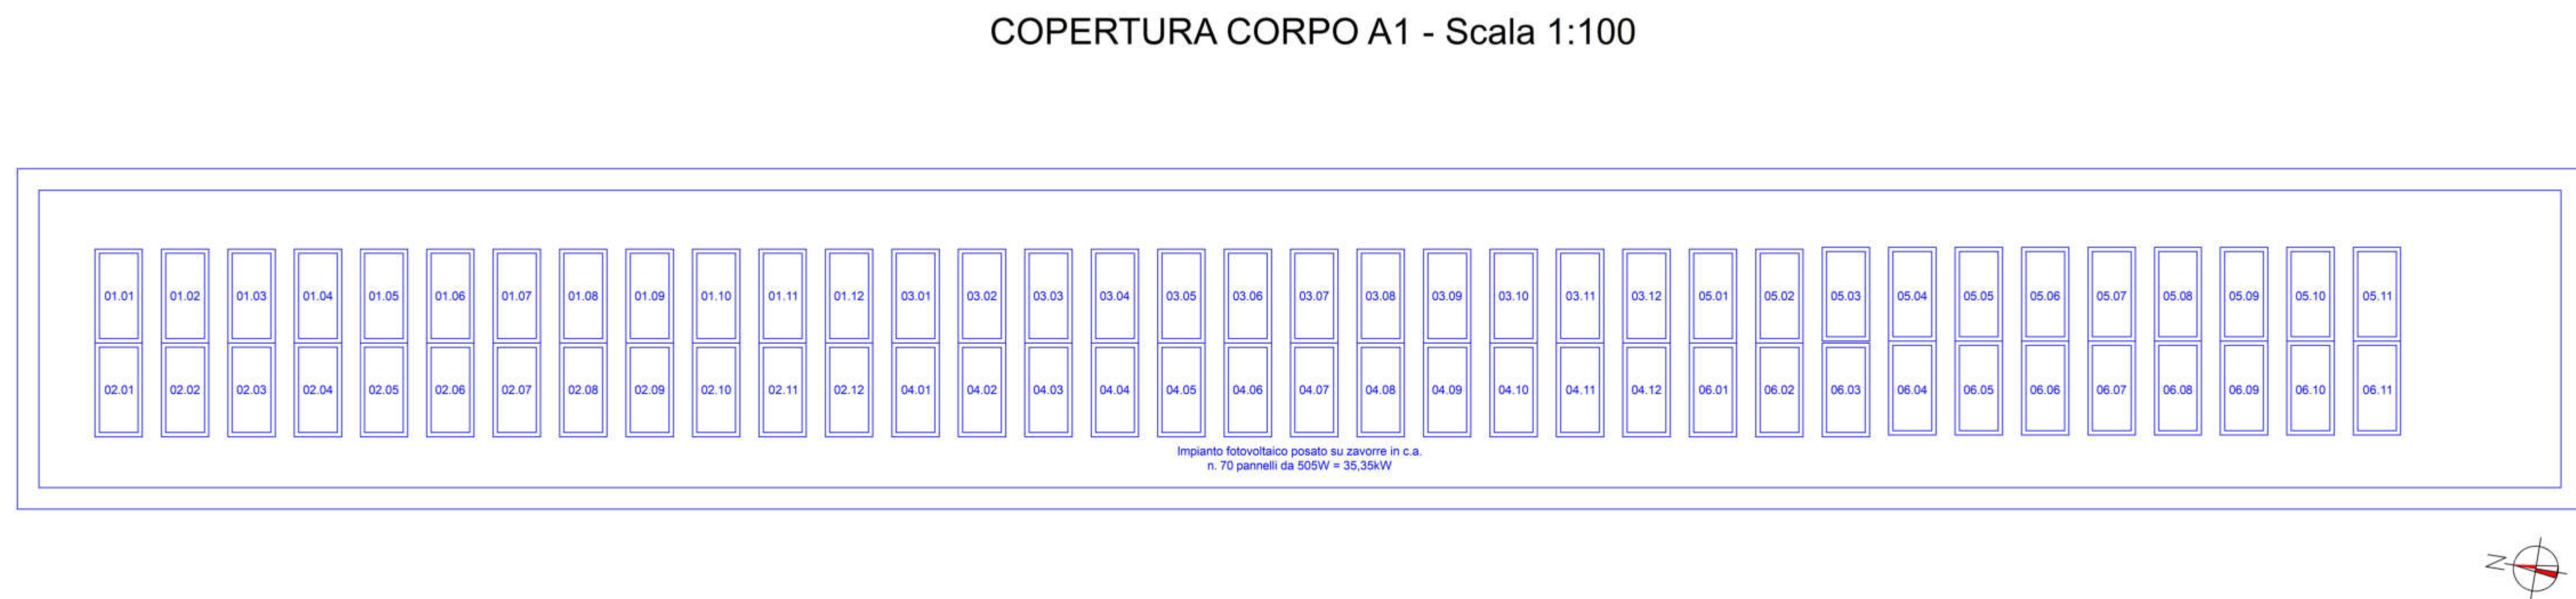 COPERTURA CORPO A1 - Scala 1:100
01.01 01.02 01.03 01.04 01.05 01.06 01.07 01.08 01.09 01.10 01.11 01.12 03.01 03.02 03.03 03.04 03.05 03.06 03.07 03.08 03.09 03.10 03.11 03.12 05.01 05.02 05.03 05.04 05.05 05.06 05.07 05.08 05.09 05.10 05.11
02.01 02.02 02.03 02.04 02.05 02.06 02.07 02.08 02.09 02.10 02.11 02.12 04.01 04.02 04.03 04.04 04.05 04.06 04.07 04.08 04.09 04.10 04.11 04.12 06.01 06.02 06.03 06.04 06.05 06.06 06.07 06.08 06.09 06.10 06.11
Impianto fotovoltaico posato su zavorre in c.a.
n. 70 pannelli da 505W = 35,35kW
N